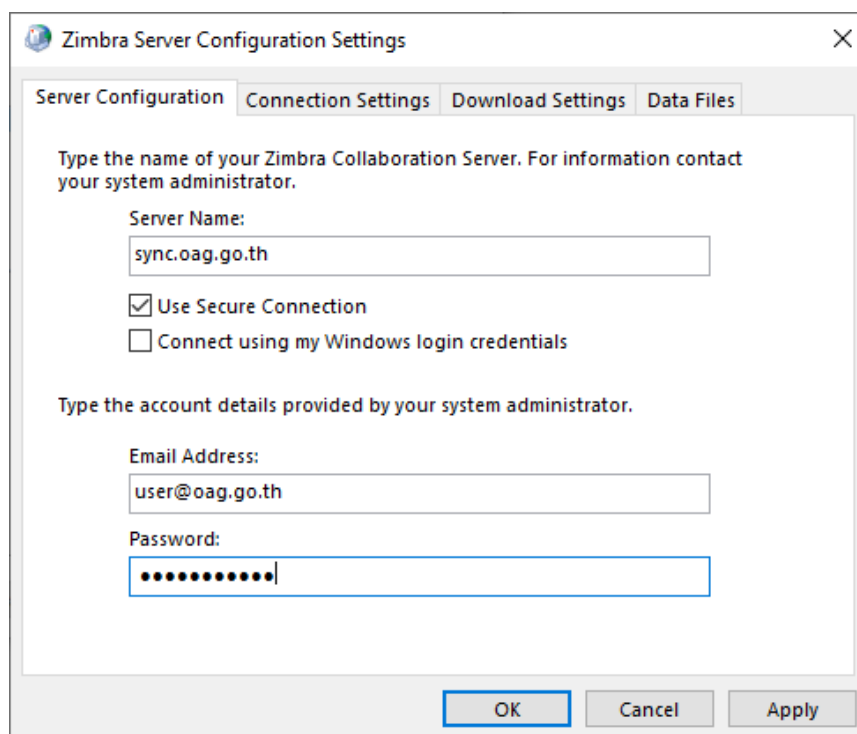 Zimbra Server Configuration Settings
Server Configuration Connection Settings Download Settings Data Files
Type the name of your Zimbra Collaboration Server. For information contact
your system administrator.
Server Name:
sync.oag.go.th
Use Secure Connection
Connect using my Windows login credentials
Type the account details provided by your system administrator.
Email Address:
user@oag.go.th
Password:
●●●●●●●●●●●
OK Cancel Apply